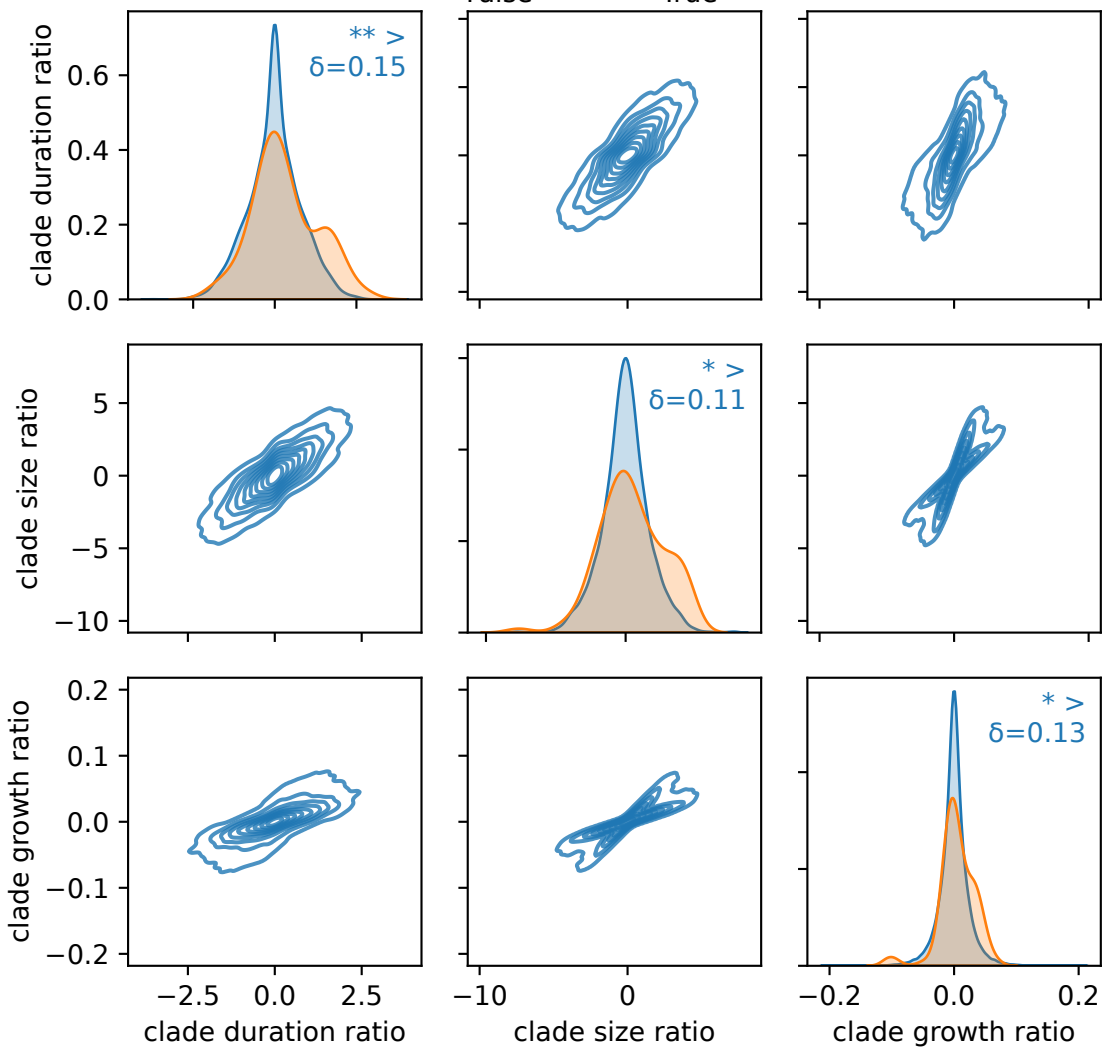 False True
clade duration ratio
0.6
0.4
0.2
0.0
** >
δ=0.15
clade size ratio
5
0
−5
−10
* >
δ=0.11
clade growth ratio
0.2
0.1
0.0
−0.1
−0.2
* >
δ=0.13
−2.5 0.0 2.5
−10 0
−0.2 0.0 0.2
clade duration ratio
clade size ratio
clade growth ratio